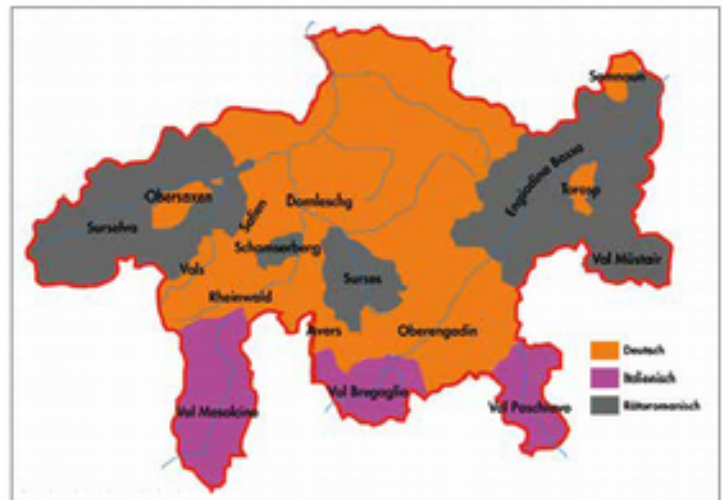 Samnaun
Engiadina Bassa
Tarasp
Obersaxen
Safien
Domleschg
Surselva
Schamserberg
Val Müstair
Vals
Surses
Rheinwald
Avers
Oberengadin
Deutsch
Italienisch
Rätoromanisch
Val Bregaglia
Val Mesolcina
Val Poschiavo